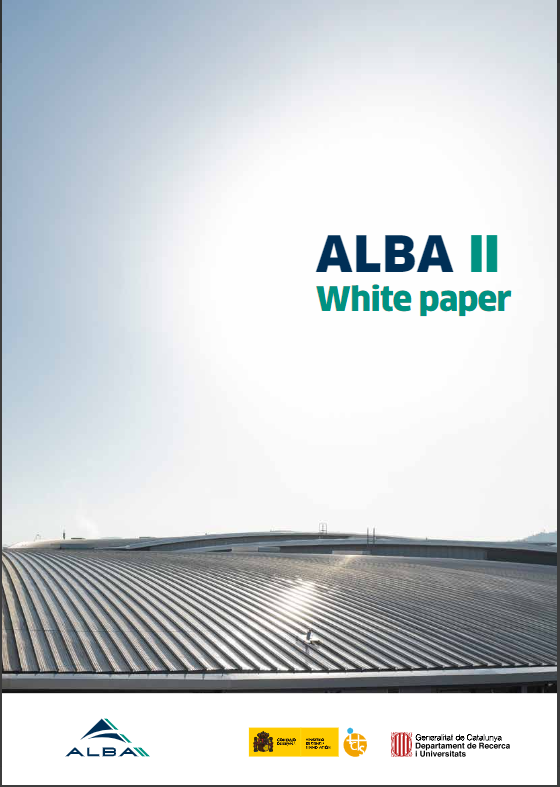 ALBA II
White paper
ALBA
Generalitat de Catalunya
Departament de Recerca
i Universitats